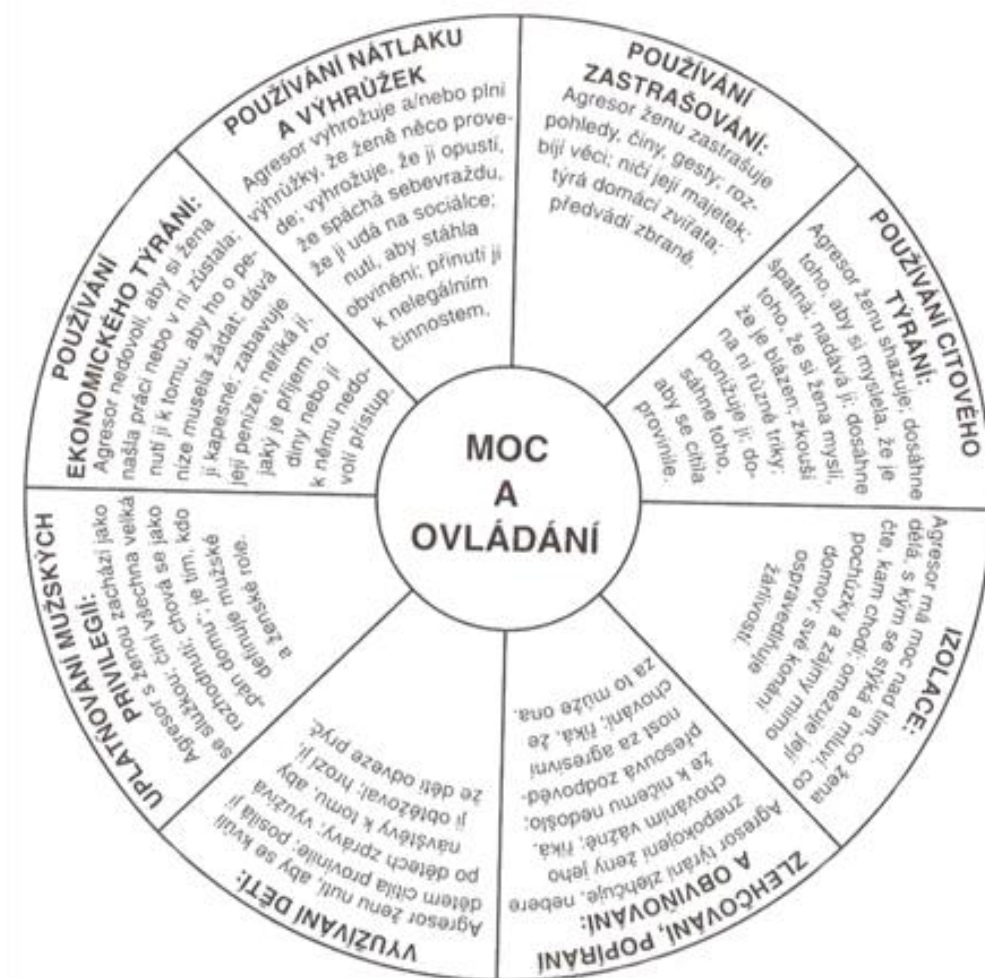 POUŽÍVÁNÍ NÁTLAKU
A VÝHRŮŽEK
Agresor vyhrožuje a/nebo plní
výhrůžky, že ženě něco prove-
de; vyhrožuje, že ji opustí,
že spáchá sebevraždu,
že ji udá na sociálce;
nutí, aby stáhla
obvinění; přinutí ji
k nelegálním
činnostem.
POUŽÍVÁNÍ
ZASTRAŠOVÁNÍ:
Agresor ženu zastrašuje
pohledy, činy, gesty; roz-
bíjí věci; ničí její majetek;
týrá domácí zvířata;
předvádí zbraně.
POUŽÍVÁNÍ CITOVÉHO
TÝRÁNÍ:
Agresor ženu shazuje; dosáhne
toho, aby si myslela, že je
špatná; nadává jí; dosáhne
toho, že si žena myslí,
že je blázen; zkouší
na ni různé triky;
ponižuje ji; do-
sáhne toho,
aby se cítila
provinile.
IZOLACE:
Agresor má moc nad tím, co žena
dělá, s kým se stýká a mluví, co
čte, kam chodí; omezuje její
pochůzky a zájmy mimo
domov; své konání
ospravedlňuje
žárlivostí.
ZLEHČOVÁNÍ, POPÍRÁNÍ
A OBVIŇOVÁNÍ:
Agresor týrání zlehčuje, nebere
znepokojení ženy jeho
chováním vážně; říká,
že k ničemu nedošlo;
přesouvá zodpověd-
nost za agresivní
chování; říká, že
za to může ona.
VYUŽÍVÁNÍ DĚTÍ:
Agresor ženu nutí, aby se kvůli
dětem cítila provinile; posílá jí
po dětech zprávy; využívá
návštěvy k tomu, aby
ji obtěžoval; hrozí jí,
že děti odveze pryč.
UPLATŇOVÁNÍ MUŽSKÝCH
PRIVILEGIÍ:
Agresor s ženou zachází jako
se služkou; činí všechna velká
rozhodnutí; chová se jako
„pán domu“; je tím, kdo
definuje mužské
a ženské role.
POUŽÍVÁNÍ
EKONOMICKÉHO TÝRÁNÍ:
Agresor nedovolí, aby si žena
našla práci nebo v ní zůstala;
nutí ji k tomu, aby ho o pe-
níze musela žádat; dává
jí kapesné; zabavuje
její peníze; neříká jí,
jaký je příjem ro-
diny nebo jí
k němu nedo-
volí přístup.
MOC
A
OVLÁDÁNÍ